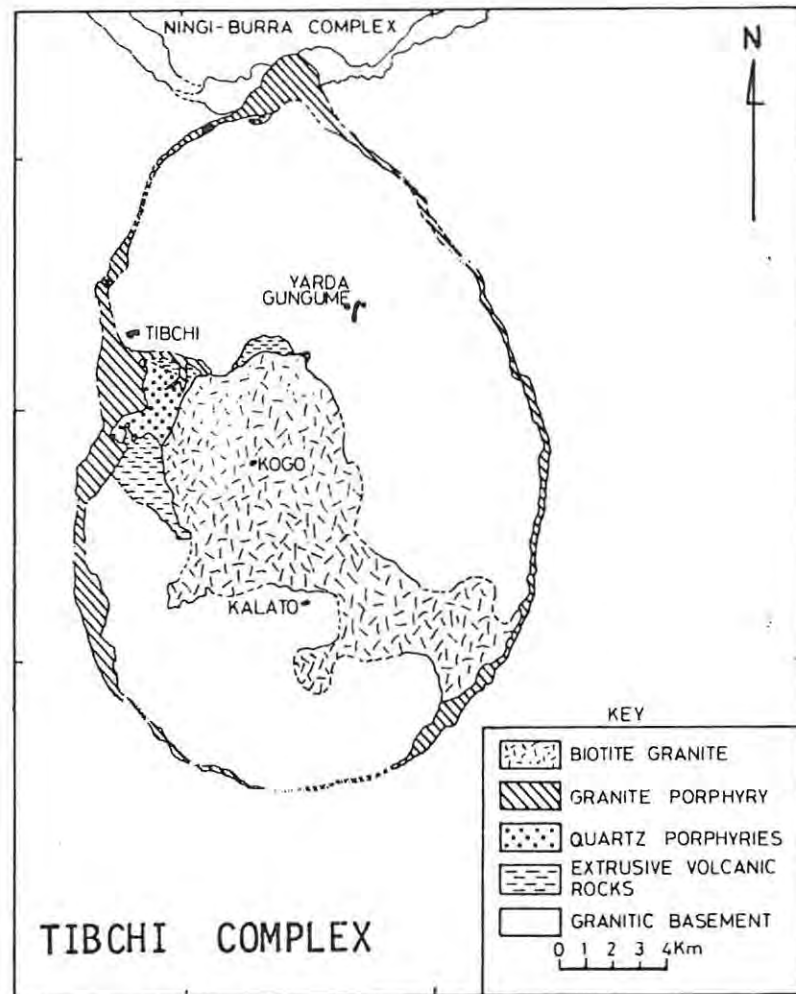 NINGI-BURRA COMPLEX
N
YARDA
GUNGUME
TIBCHI
KOGO
KALATO
KEY
BIOTITE GRANITE
GRANITE PORPHYRY
QUARTZ PORPHYRIES
EXTRUSIVE VOLCANIC
ROCKS
GRANITIC BASEMENT
0 1 2 3 4Km
TIBCHI COMPLEX